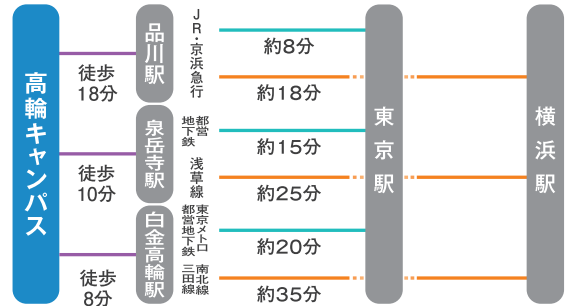 高輪キャンパス
徒歩
18分
品川駅
JR・京浜急行
約8分
約18分
徒歩
10分
泉岳寺駅
都営
地下鉄
浅草線
約15分
約25分
徒歩
8分
白金高輪駅
東京メトロ
都営地下鉄
南北線
三田線
約20分
約35分
東京駅
横浜駅